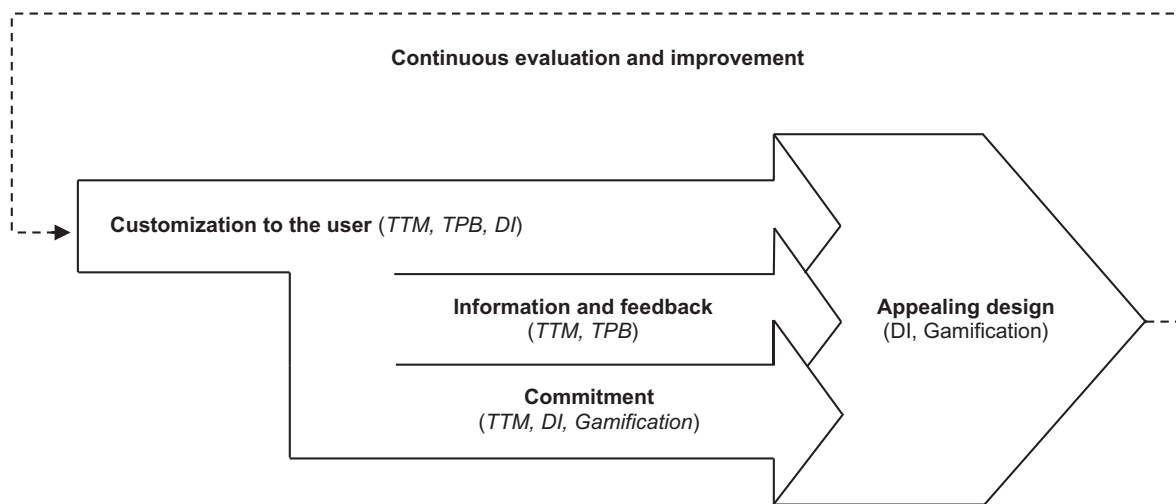 Continuous evaluation and improvement
Customization to the user (TTM, TPB, DI)
Information and feedback
(TTM, TPB)
Commitment
(TTM, DI, Gamification)
Appealing design
(DI, Gamification)